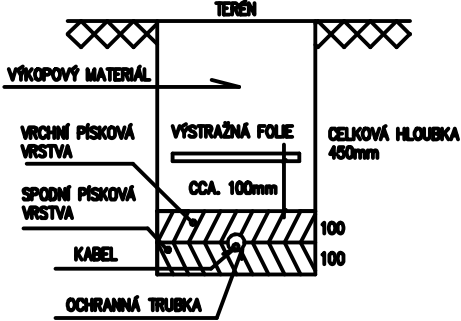 TERÉN
VÝKOPOVÝ MATERIÁL
VRCHNÍ PÍSKOVÁ
VRSTVA
VÝSTRAŽNÁ FOLIE
CELKOVÁ HLOUBKA
450mm
CCA. 100mm
SPODNÍ PÍSKOVÁ
VRSTVA
100
KABEL
100
OCHRANNÁ TRUBKA